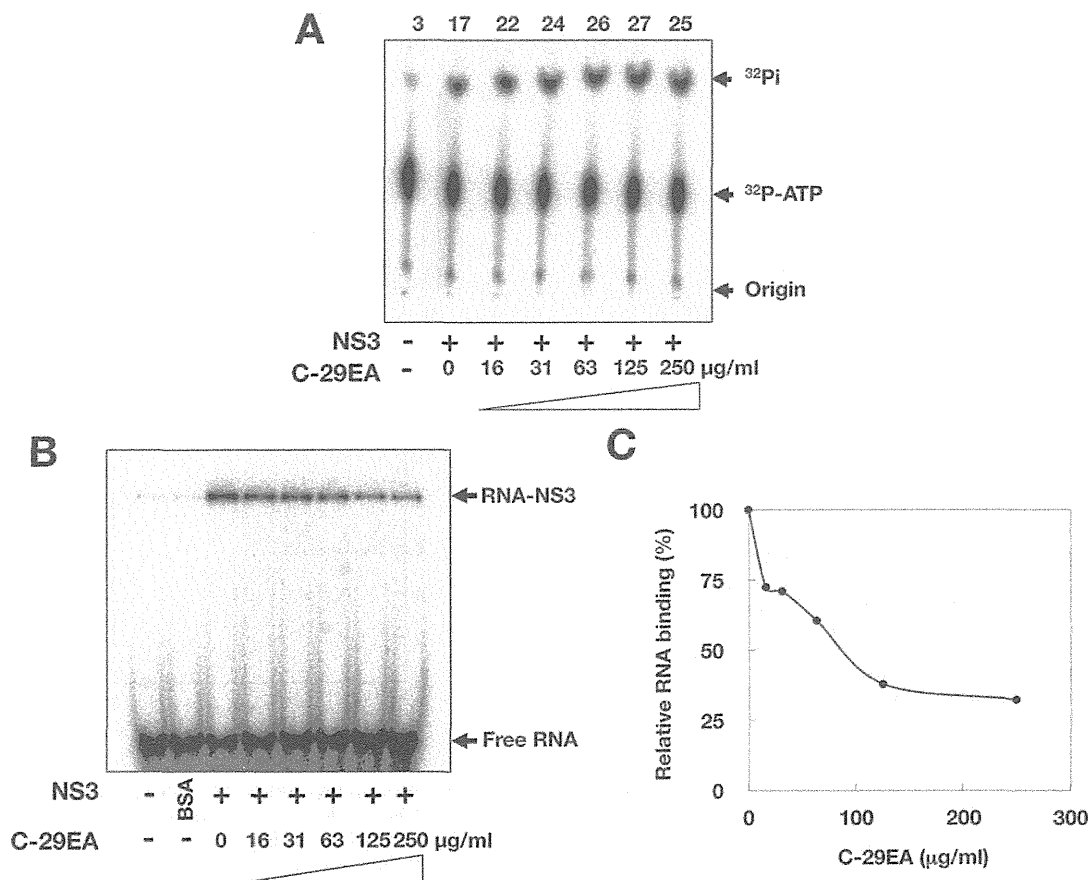 A
3 17 22 24 26 27 25
³²Pi
³²P-ATP
Origin
NS3 - + + + + + +
C-29EA - 0 16 31 63 125 250 μg/ml
B
RNA-NS3
Free RNA
NS3 - BSA + + + + + +
C-29EA - - 0 16 31 63 125 250 μg/ml
C
100
75
50
25
0
Relative RNA binding (%)
0 100 200 300
C-29EA (μg/ml)